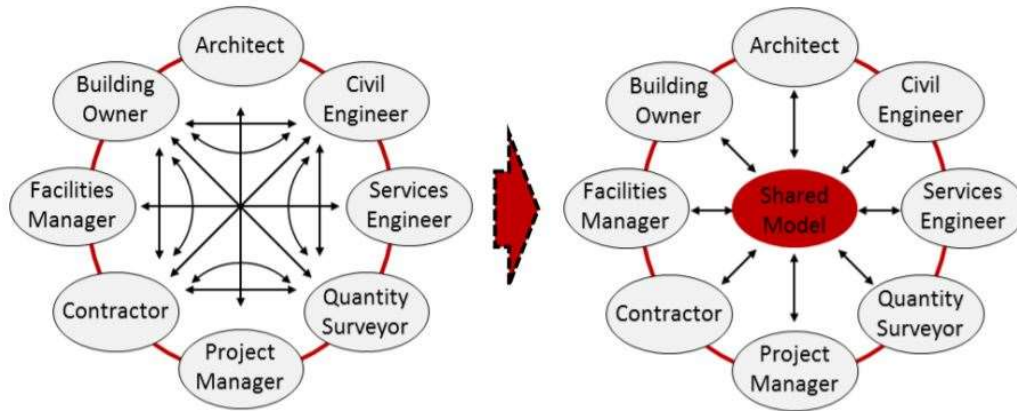 Architect
Building
Owner
Civil
Engineer
Facilities
Manager
Services
Engineer
Contractor
Quantity
Surveyor
Project
Manager
Architect
Building
Owner
Civil
Engineer
Facilities
Manager
Shared
Model
Services
Engineer
Contractor
Quantity
Surveyor
Project
Manager